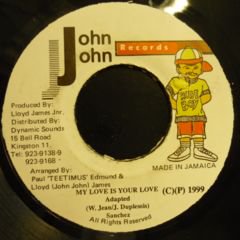 John
John
Records
Produced By:
Lloyd James Jnr.
Distributed By:
Dynamic Sounds
15 Bell Road
Kingston 11.
Tel: 923-9138-9
923-9168 -
MADE IN JAMAICA
Arranged By:
Paul "TEETIMUS" Edmund &
Lloyd (John John) James
MY LOVE IS YOUR LOVE (C)(P) 1999
Adapted
(W. Jean/J. Duplessis)
Sanchez
All Rights Reserved